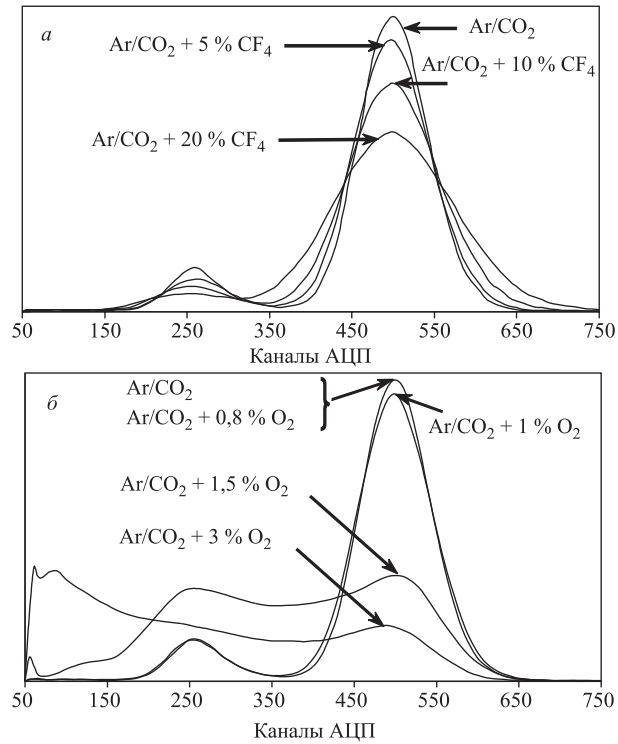 а
Ar/CO₂
Ar/CO₂ + 5 % CF₄
Ar/CO₂ + 10 % CF₄
Ar/CO₂ + 20 % CF₄
50 150 250 350 450 550 650 750
Каналы АЦП
б
Ar/CO₂
Ar/CO₂ + 0,8 % O₂
Ar/CO₂ + 1 % O₂
Ar/CO₂ + 1,5 % O₂
Ar/CO₂ + 3 % O₂
50 150 250 350 450 550 650 750
Каналы АЦП